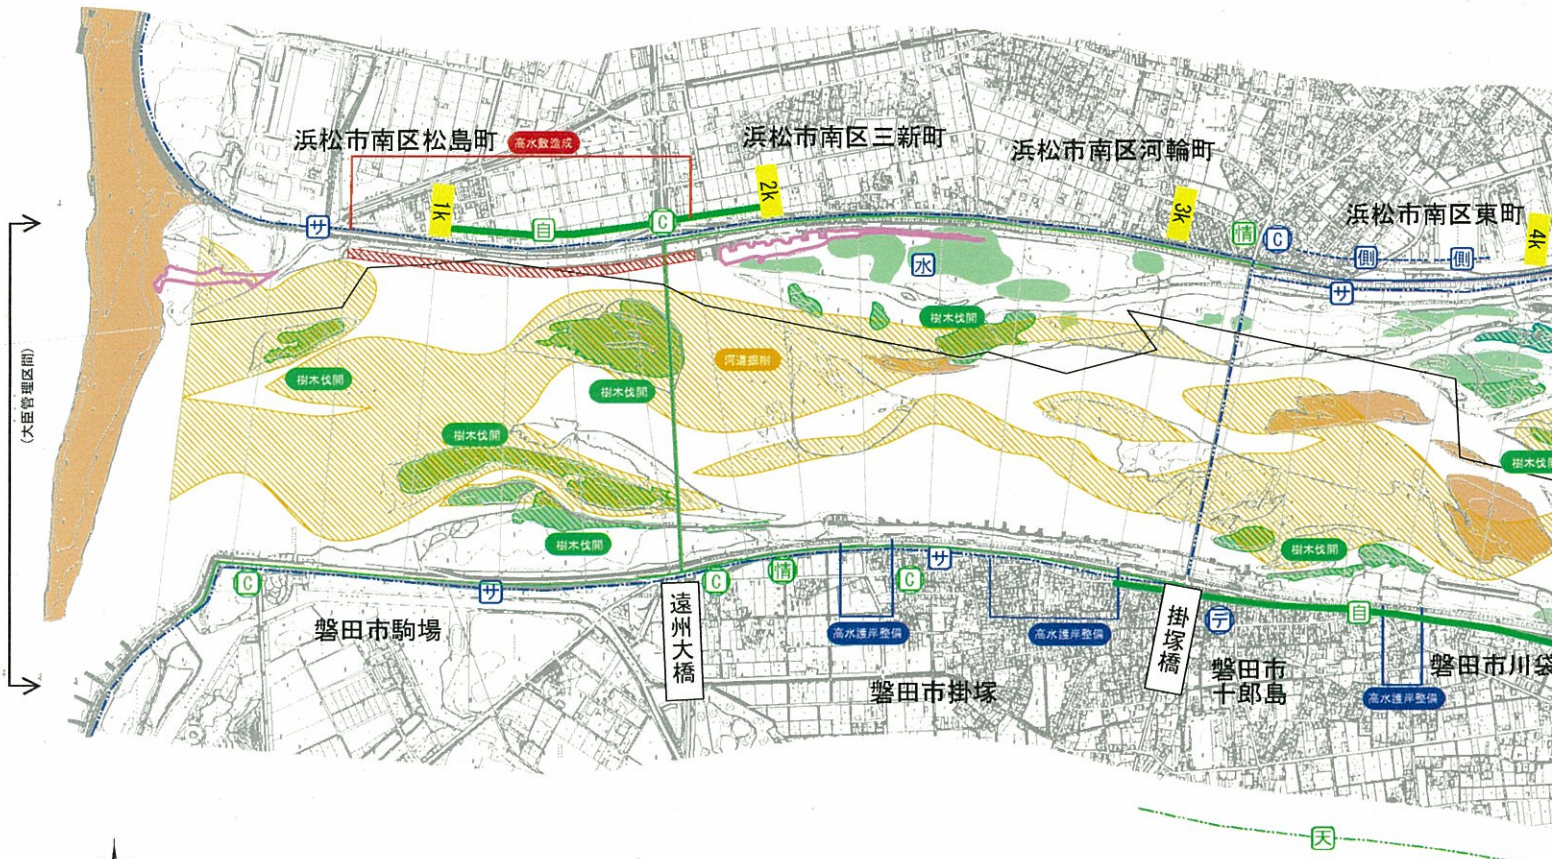 浜松市南区松島町
高水敷造成
浜松市南区三新町
浜松市南区河輪町
浜松市南区東町
1k
2k
3k
4k
サ
自
C
情
C
側
側
サ
水
(大臣管理区間)
樹木伐開
河道掘削
樹木伐開
樹木伐開
樹木伐開
樹木伐開
樹木伐開
樹木伐開
C
サ
C
情
C
サ
デ
自
磐田市駒場
遠州大橋
高水護岸整備
高水護岸整備
掛塚橋
磐田市掛塚
磐田市
十郎島
磐田市川袋
高水護岸整備
天